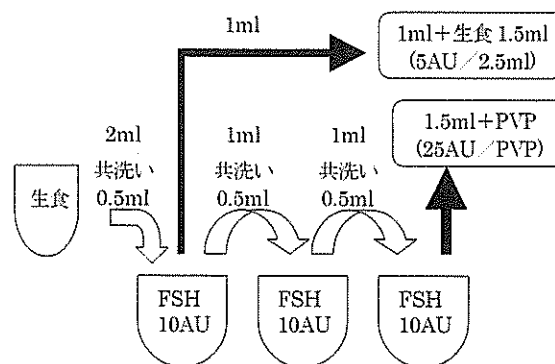 1ml
1ml＋生食 1.5ml
(5AU／2.5ml)
1.5ml＋PVP
(25AU／PVP)
2ml
共洗い
0.5ml
1ml
共洗い
0.5ml
1ml
共洗い
0.5ml
生食
FSH
10AU
FSH
10AU
FSH
10AU